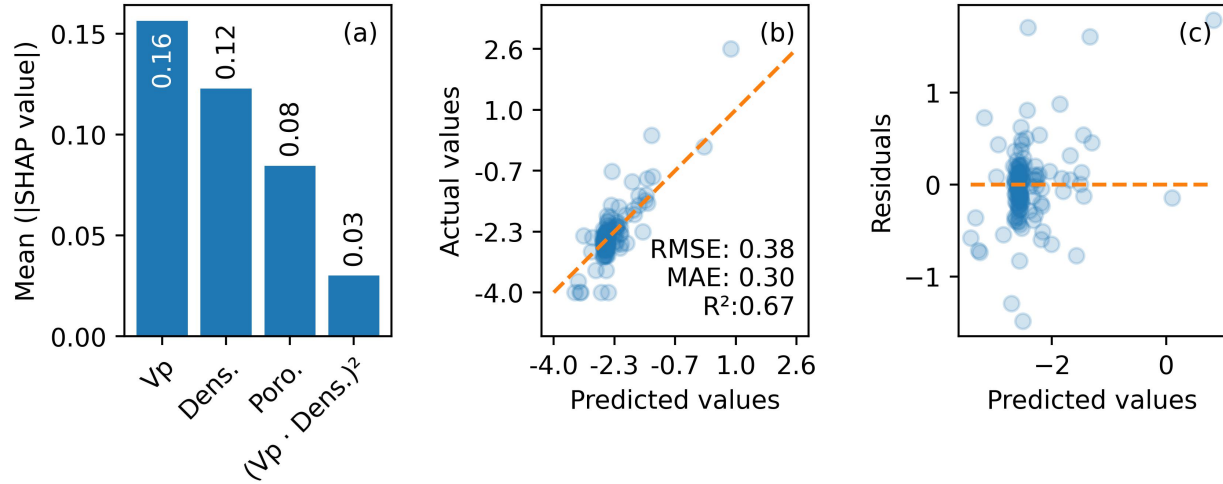 (a)
Mean (|SHAP value|)
0.15
0.10
0.05
0.00
0.16
0.12
0.08
0.03
Vp
Dens.
Poro.
(Vp · Dens.)²
(b)
Actual values
2.6
1.0
-0.7
-2.3
-4.0
RMSE: 0.38
MAE: 0.30
R²:0.67
-4.0 -2.3 -0.7 1.0 2.6
Predicted values
(c)
Residuals
1
0
−1
−2 0
Predicted values